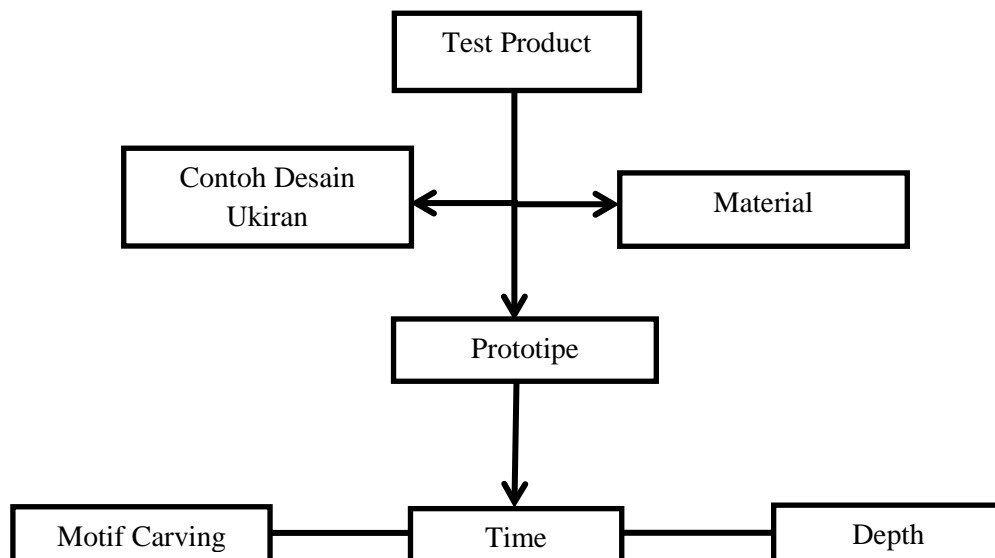 Test Product
Contoh Desain
Ukiran
Material
Prototipe
Motif Carving
Time
Depth